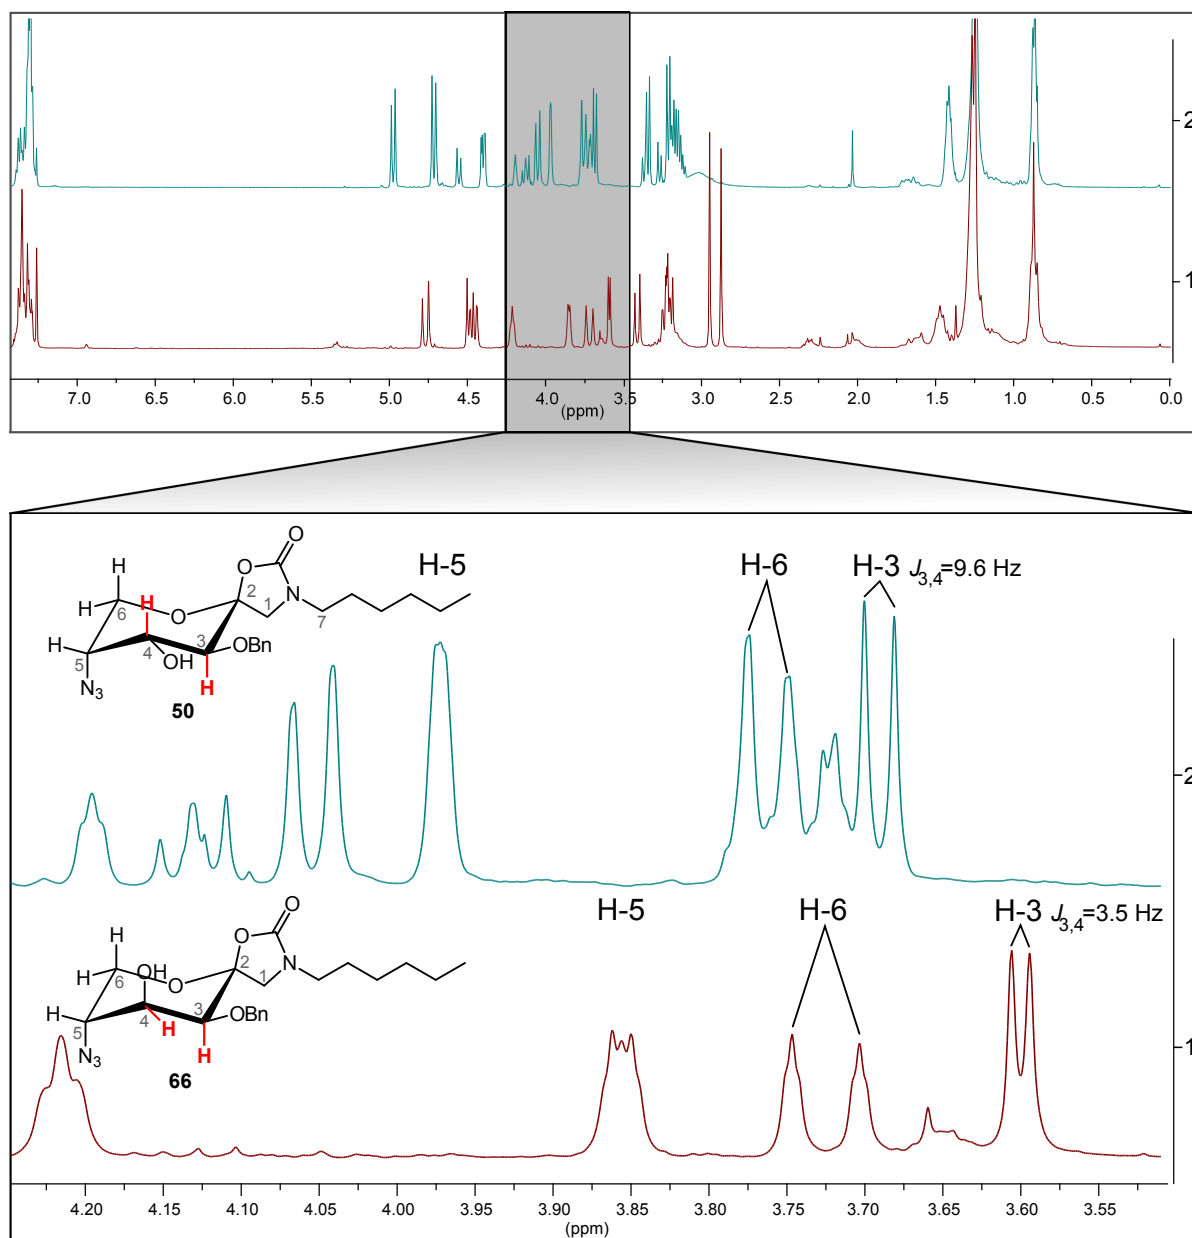 2
1
7.0 6.5 6.0 5.5 5.0 4.5 4.0 3.5 3.0 2.5 2.0 1.5 1.0 0.5 0.0
(ppm)
O
H O H-5 H-6 H-3 J3,4=9.6 Hz
2 N
H 6 H O 1 7
H 5 4 OH 3 OBn
N3 H
50
2
O
H O H-5 H-6 H-3 J3,4=3.5 Hz
2 N
H 6 OH O 1
H 5 4 H 3 OBn
N3 H
66
1
4.20 4.15 4.10 4.05 4.00 3.95 3.90 3.85 3.80 3.75 3.70 3.65 3.60 3.55
(ppm)